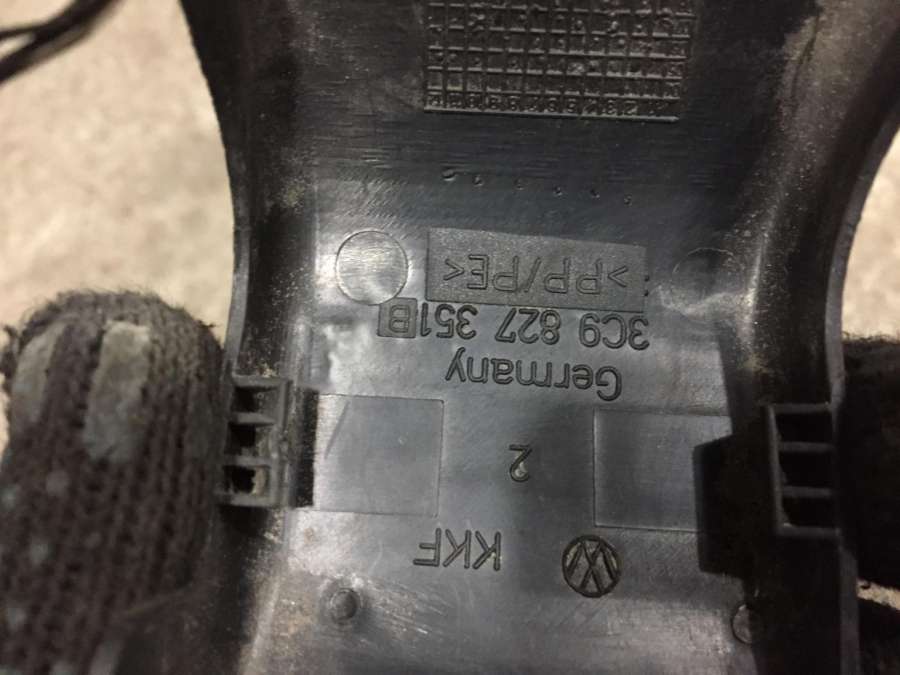 KKF
2
Germany
3C9 827 351B
>PP/PE<